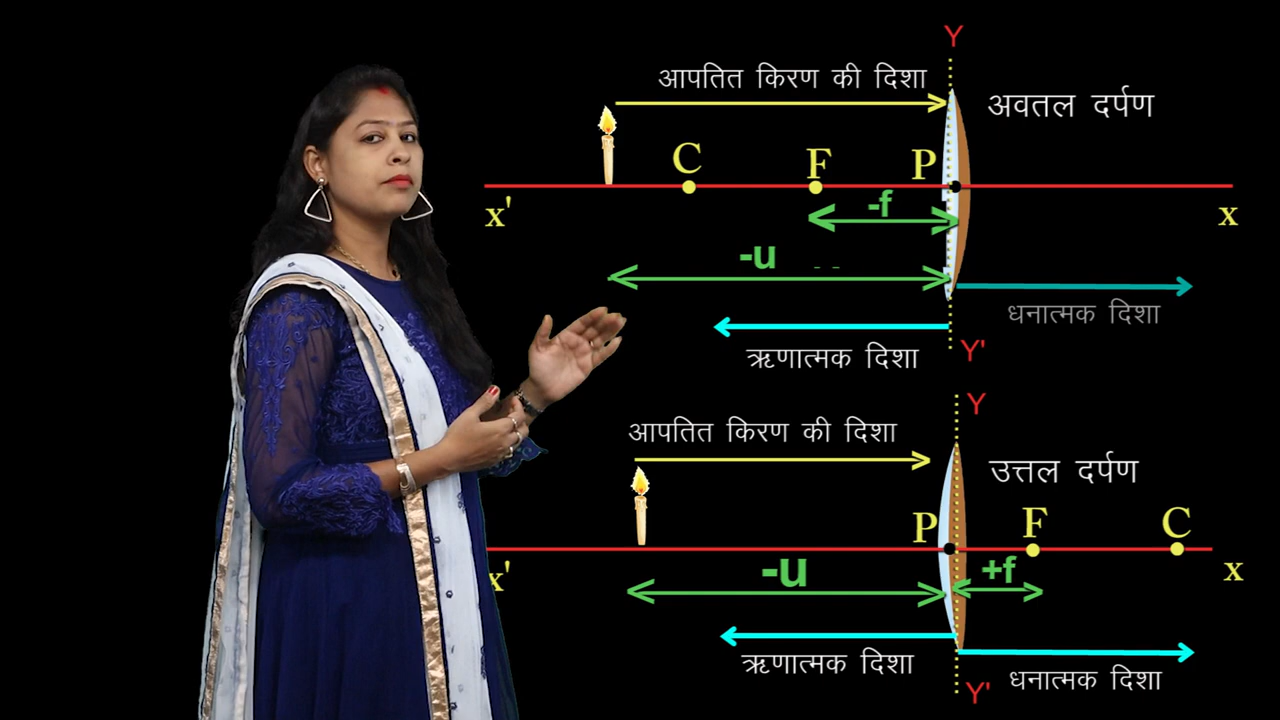 Y
आपतित किरण की दिशा
अवतल दर्पण
C
F
P
-f
x'
x
-u
धनात्मक दिशा
ऋणात्मक दिशा
Y'
Y
आपतित किरण की दिशा
उत्तल दर्पण
P
F
C
x'
-u
+f
x
ऋणात्मक दिशा
धनात्मक दिशा
Y'